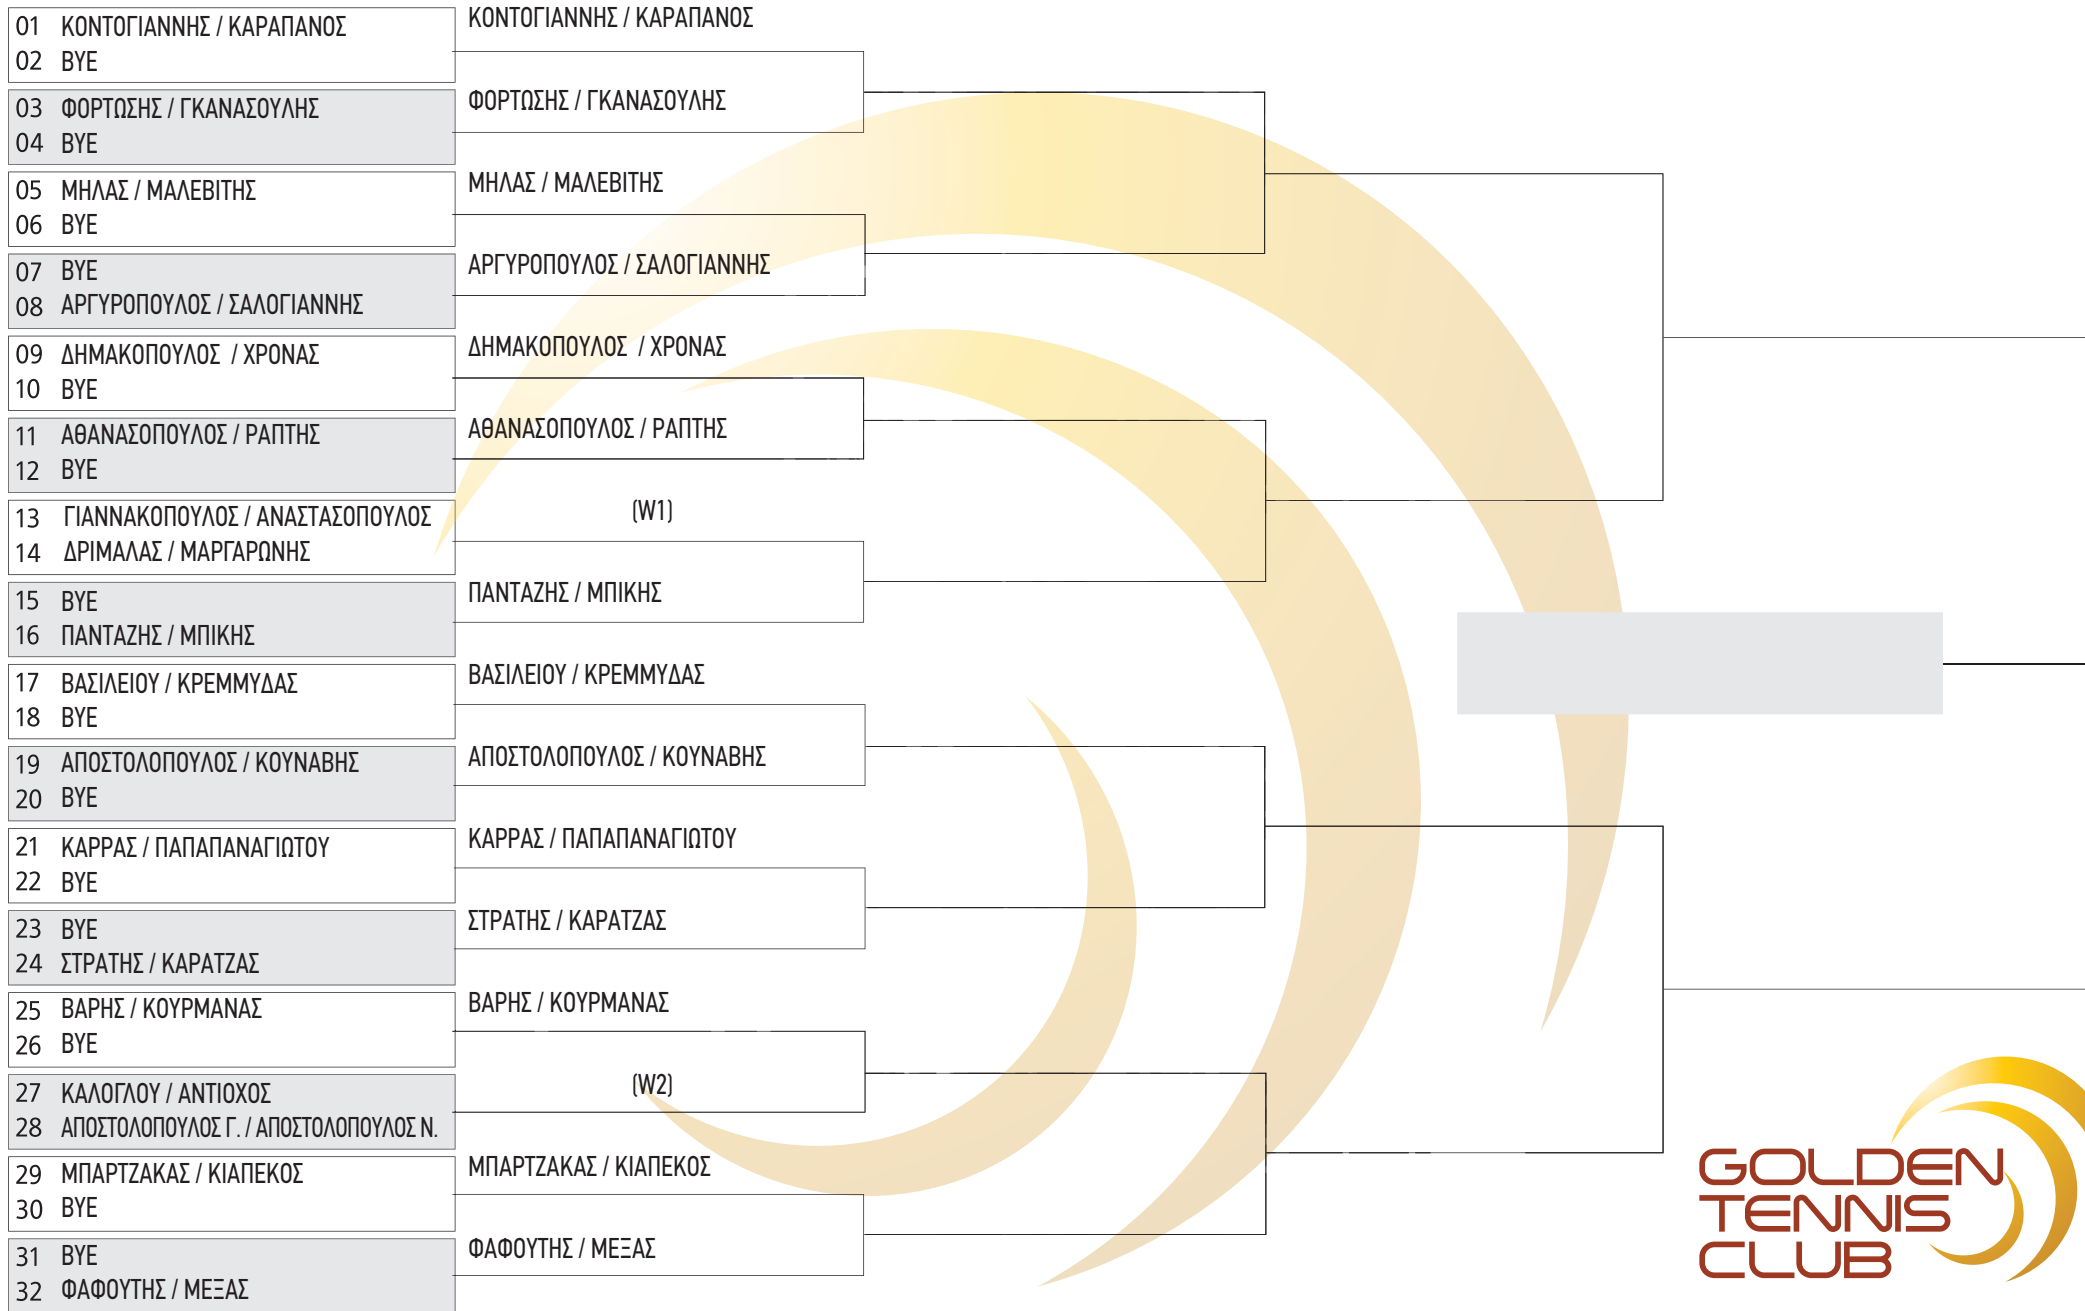 01 ΚΟΝΤΟΓΙΑΝΝΗΣ / ΚΑΡΑΠΑΝΟΣ
02 BYE
03 ΦΟΡΤΩΣΗΣ / ΓΚΑΝΑΣΟΥΛΗΣ
04 BYE
05 ΜΗΛΑΣ / ΜΑΛΕΒΙΤΗΣ
06 BYE
07 BYE
08 ΑΡΓΥΡΟΠΟΥΛΟΣ / ΣΑΛΟΓΙΑΝΝΗΣ
09 ΔΗΜΑΚΟΠΟΥΛΟΣ / ΧΡΟΝΑΣ
10 BYE
11 ΑΘΑΝΑΣΟΠΟΥΛΟΣ / ΡΑΠΤΗΣ
12 BYE
13 ΓΙΑΝΝΑΚΟΠΟΥΛΟΣ / ΑΝΑΣΤΑΣΟΠΟΥΛΟΣ
14 ΔΡΙΜΑΛΑΣ / ΜΑΡΓΑΡΩΝΗΣ
15 BYE
16 ΠΑΝΤΑΖΗΣ / ΜΠΙΚΗΣ
17 ΒΑΣΙΛΕΙΟΥ / ΚΡΕΜΜΥΔΑΣ
18 BYE
19 ΑΠΟΣΤΟΛΟΠΟΥΛΟΣ / ΚΟΥΝΑΒΗΣ
20 BYE
21 ΚΑΡΡΑΣ / ΠΑΠΑΠΑΝΑΓΙΩΤΟΥ
22 BYE
23 BYE
24 ΣΤΡΑΤΗΣ / ΚΑΡΑΤΖΑΣ
25 ΒΑΡΗΣ / ΚΟΥΡΜΑΝΑΣ
26 BYE
27 ΚΑΛΟΓΛΟΥ / ΑΝΤΙΟΧΟΣ
28 ΑΠΟΣΤΟΛΟΠΟΥΛΟΣ Γ. / ΑΠΟΣΤΟΛΟΠΟΥΛΟΣ Ν.
29 ΜΠΑΡΤΖΑΚΑΣ / ΚΙΑΠΕΚΟΣ
30 BYE
31 BYE
32 ΦΑΦΟΥΤΗΣ / ΜΕΞΑΣ
ΚΟΝΤΟΓΙΑΝΝΗΣ / ΚΑΡΑΠΑΝΟΣ
ΦΟΡΤΩΣΗΣ / ΓΚΑΝΑΣΟΥΛΗΣ
ΜΗΛΑΣ / ΜΑΛΕΒΙΤΗΣ
ΑΡΓΥΡΟΠΟΥΛΟΣ / ΣΑΛΟΓΙΑΝΝΗΣ
ΔΗΜΑΚΟΠΟΥΛΟΣ / ΧΡΟΝΑΣ
ΑΘΑΝΑΣΟΠΟΥΛΟΣ / ΡΑΠΤΗΣ
(W1)
ΠΑΝΤΑΖΗΣ / ΜΠΙΚΗΣ
ΒΑΣΙΛΕΙΟΥ / ΚΡΕΜΜΥΔΑΣ
ΑΠΟΣΤΟΛΟΠΟΥΛΟΣ / ΚΟΥΝΑΒΗΣ
ΚΑΡΡΑΣ / ΠΑΠΑΠΑΝΑΓΙΩΤΟΥ
ΣΤΡΑΤΗΣ / ΚΑΡΑΤΖΑΣ
ΒΑΡΗΣ / ΚΟΥΡΜΑΝΑΣ
(W2)
ΜΠΑΡΤΖΑΚΑΣ / ΚΙΑΠΕΚΟΣ
ΦΑΦΟΥΤΗΣ / ΜΕΞΑΣ
GOLDEN
TENNIS
CLUB